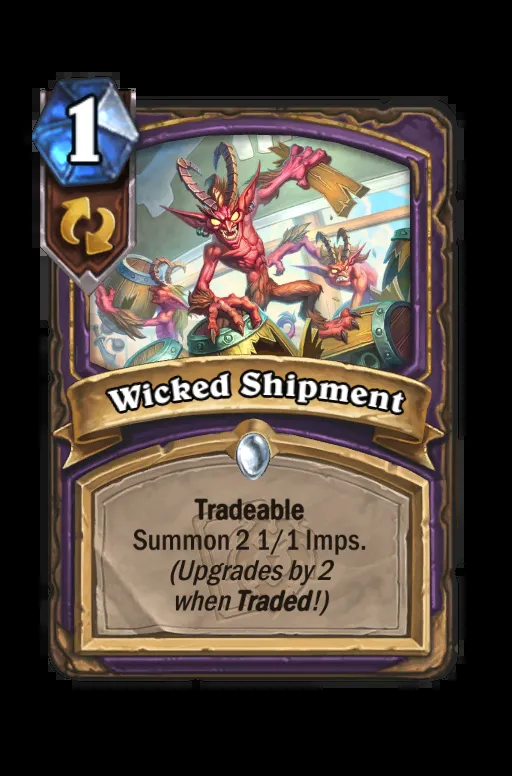 1
Wicked Shipment
Tradeable
Summon 2 1/1 Imps.
(Upgrades by 2
when Traded!)